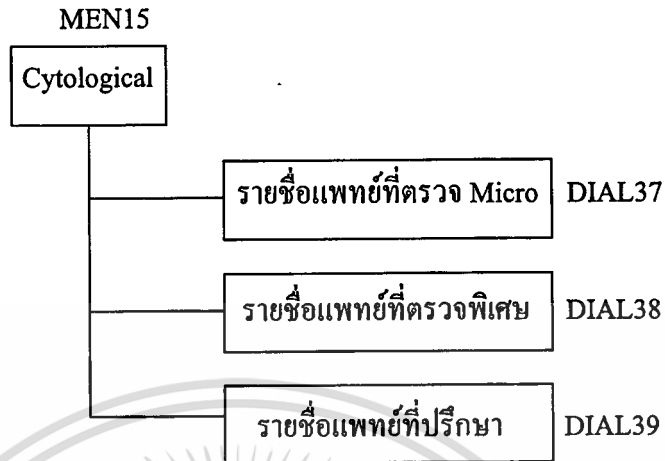 MEN15
Cytological
รายชื่อแพทย์ที่ตรวจ Micro DIAL37
รายชื่อแพทย์ที่ตรวจพิเศษ DIAL38
รายชื่อแพทย์ที่ปรึกษา DIAL39